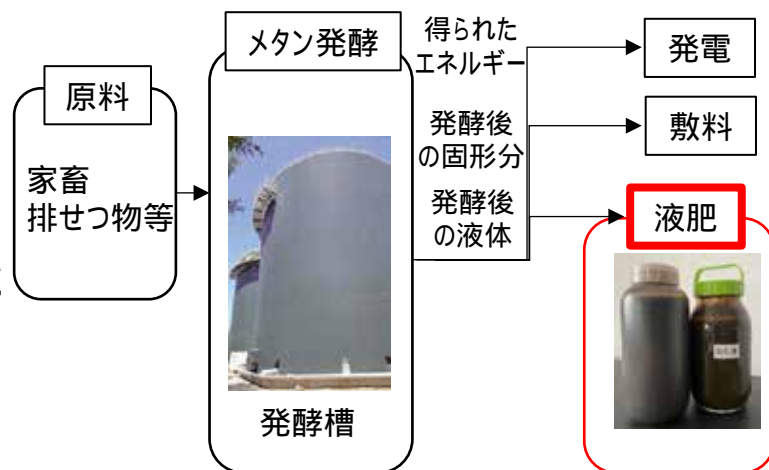 原料
家畜
排せつ物等
メタン発酵
発酵槽
得られた
エネルギー
発酵後
の固形分
発酵後
の液体
発電
敷料
液肥